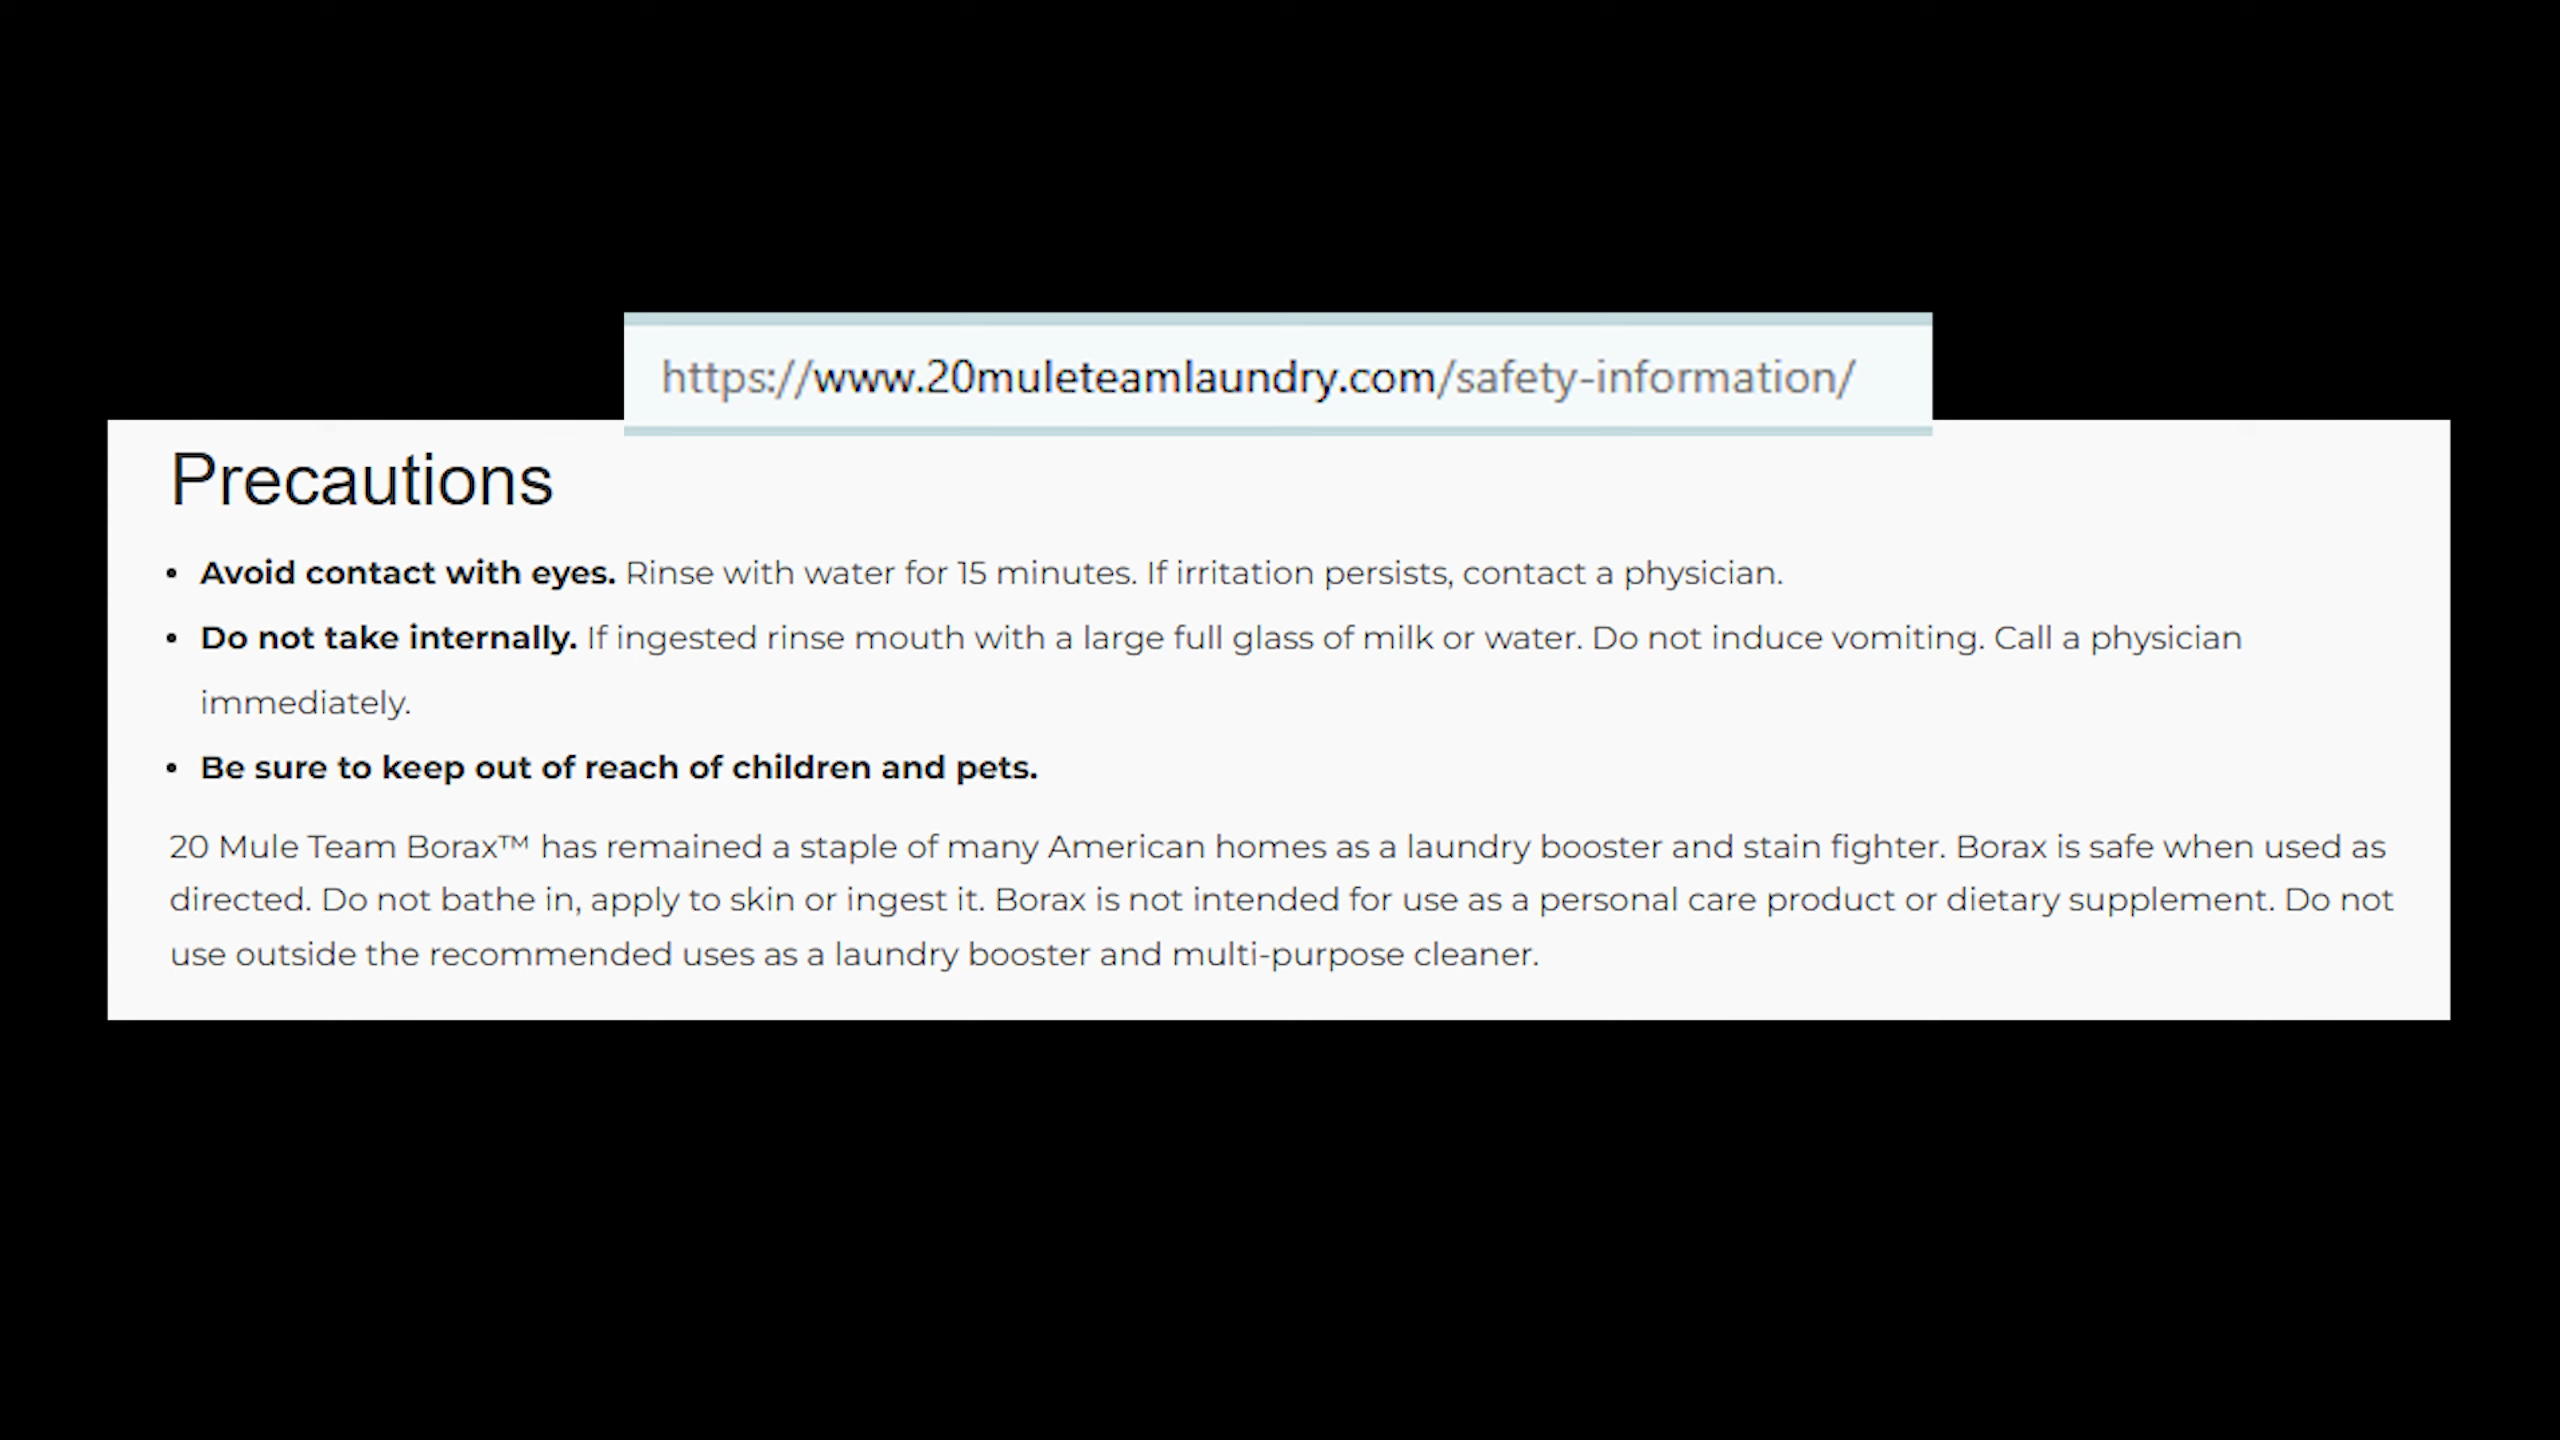 https://www.20muleteamlaundry.com/safety-information/
Precautions
• Avoid contact with eyes. Rinse with water for 15 minutes. If irritation persists, contact a physician.
• Do not take internally. If ingested rinse mouth with a large full glass of milk or water. Do not induce vomiting. Call a physician
immediately.
• Be sure to keep out of reach of children and pets.
20 Mule Team Borax™ has remained a staple of many American homes as a laundry booster and stain fighter. Borax is safe when used as
directed. Do not bathe in, apply to skin or ingest it. Borax is not intended for use as a personal care product or dietary supplement. Do not
use outside the recommended uses as a laundry booster and multi-purpose cleaner.